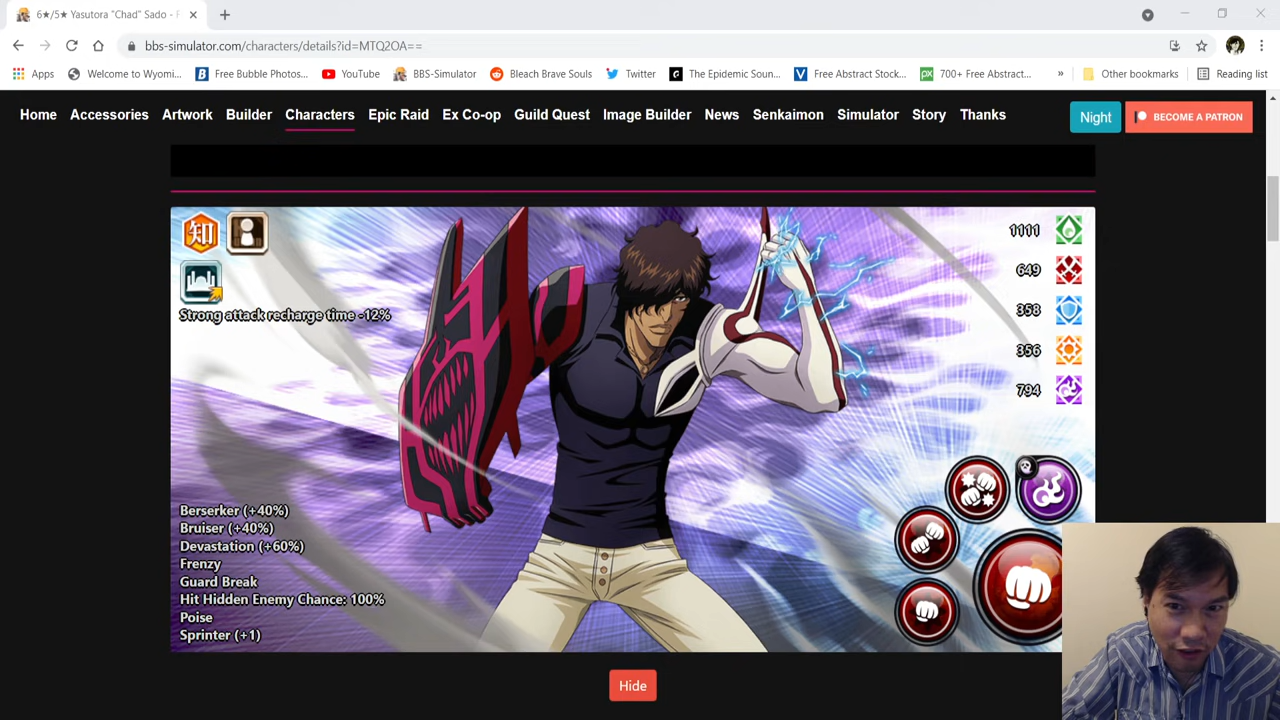 6★/5★ Yasutora "Chad" Sado - F
bbs-simulator.com/characters/details?id=MTQ2OA==
Apps
Welcome to Wyomi...
Free Bubble Photos...
YouTube
BBS-Simulator
Bleach Brave Souls
Twitter
The Epidemic Soun...
Free Abstract Stock...
700+ Free Abstract...
»
Other bookmarks
Reading list
Home
Accessories
Artwork
Builder
Characters
Epic Raid
Ex Co-op
Guild Quest
Image Builder
News
Senkaimon
Simulator
Story
Thanks
Night
BECOME A PATRON
知
Strong attack recharge time -12%
1111
649
358
356
794
Berserker (+40%)
Bruiser (+40%)
Devastation (+60%)
Frenzy
Guard Break
Hit Hidden Enemy Chance: 100%
Poise
Sprinter (+1)
Hide